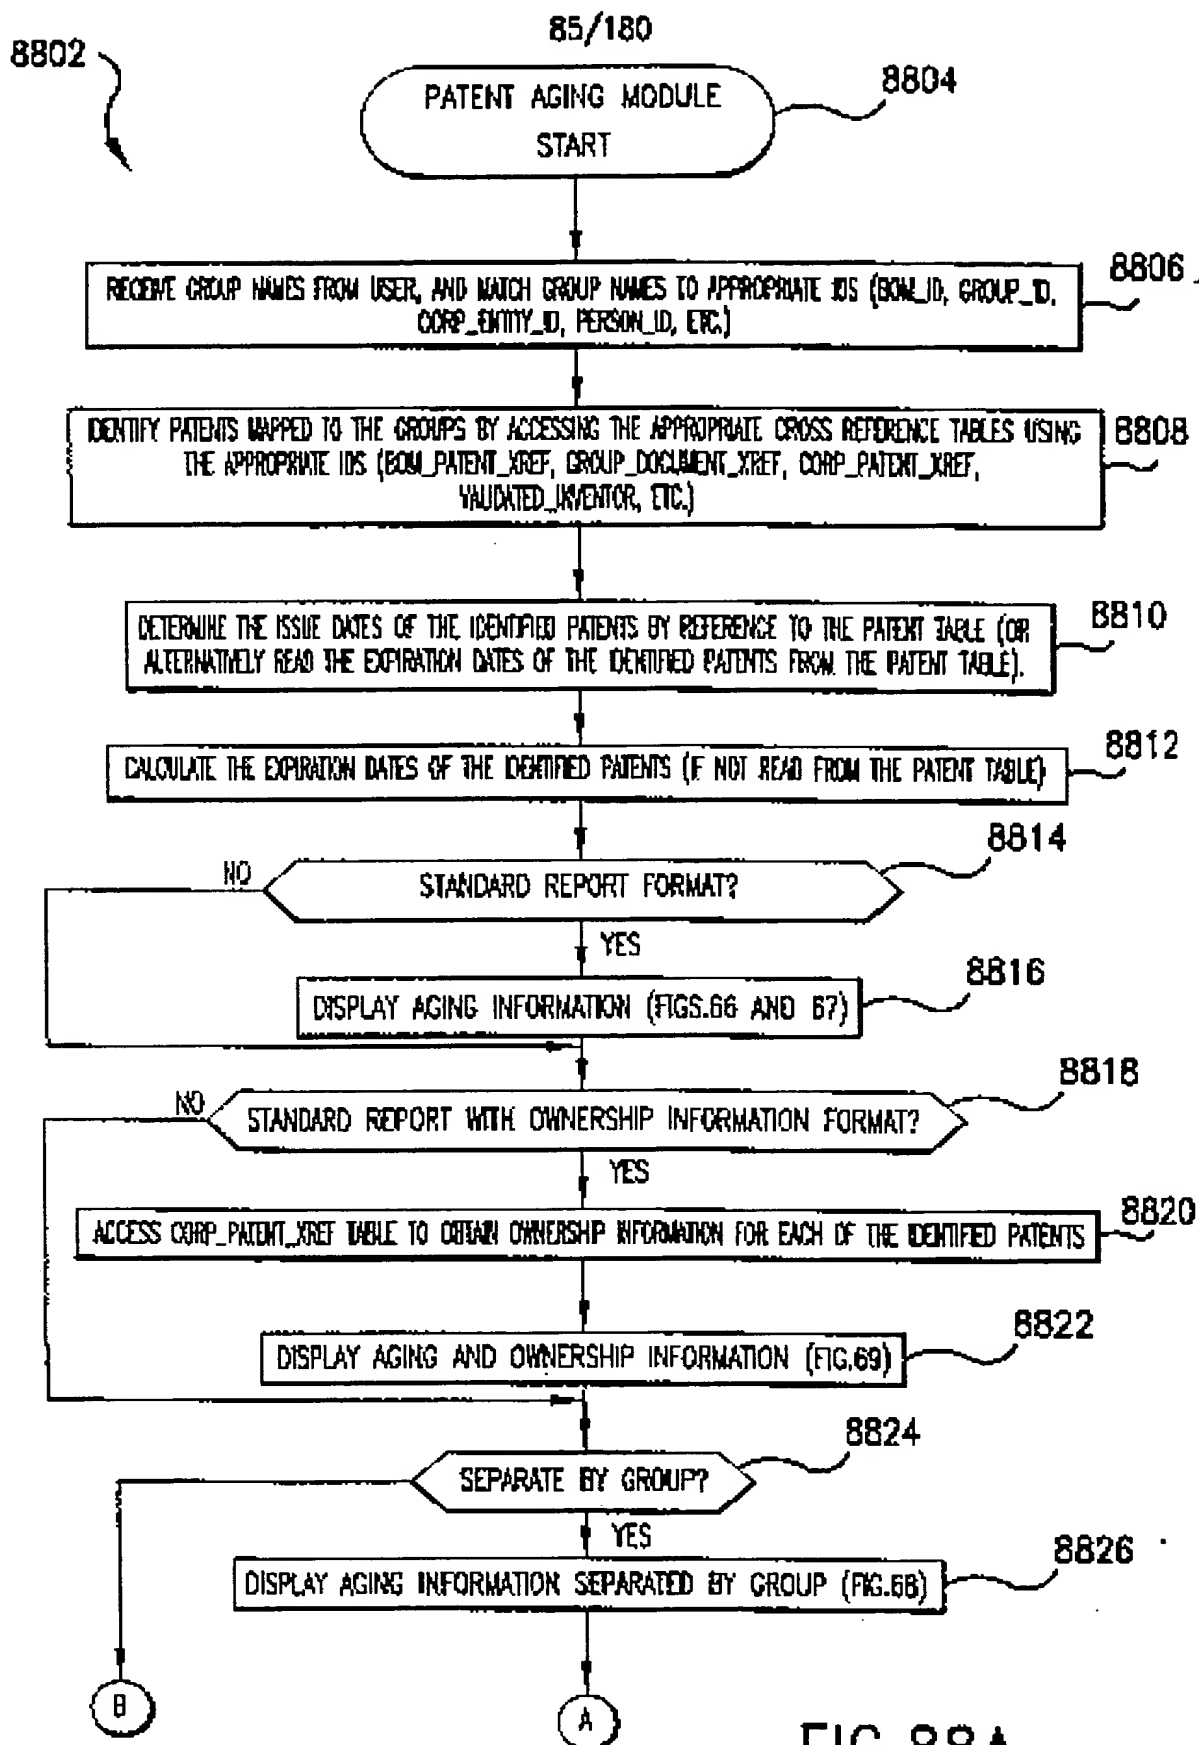 85/180
8802
PATENT AGING MODULE
START
8804
RECEIVE GROUP NAMES FROM USER, AND MATCH GROUP NAMES TO APPROPRIATE IDS (BOM_ID, GROUP_ID,
CORP_ENTITY_ID, PERSON_ID, ETC.)
8806
IDENTIFY PATENTS MAPPED TO THE GROUPS BY ACCESSING THE APPROPRIATE CROSS REFERENCE TABLES USING
THE APPROPRIATE IDS (BOM_PATENT_XREF, GROUP_DOCUMENT_XREF, CORP_PATENT_XREF,
VALIDATED_INVENTOR, ETC.)
8808
DETERMINE THE ISSUE DATES OF THE IDENTIFIED PATENTS BY REFERENCE TO THE PATENT TABLE (OR
ALTERNATIVELY READ THE EXPIRATION DATES OF THE IDENTIFIED PATENTS FROM THE PATENT TABLE).
8810
CALCULATE THE EXPIRATION DATES OF THE IDENTIFIED PATENTS (IF NOT READ FROM THE PATENT TABLE)
8812
8814
NO
STANDARD REPORT FORMAT?
YES
8816
DISPLAY AGING INFORMATION (FIGS.66 AND 67)
8818
NO
STANDARD REPORT WITH OWNERSHIP INFORMATION FORMAT?
YES
8820
ACCESS CORP_PATENT_XREF TABLE TO OBTAIN OWNERSHIP INFORMATION FOR EACH OF THE IDENTIFIED PATENTS
8822
DISPLAY AGING AND OWNERSHIP INFORMATION (FIG.69)
8824
SEPARATE BY GROUP?
YES
8826
DISPLAY AGING INFORMATION SEPARATED BY GROUP (FIG.68)
B
A
FIG.88A